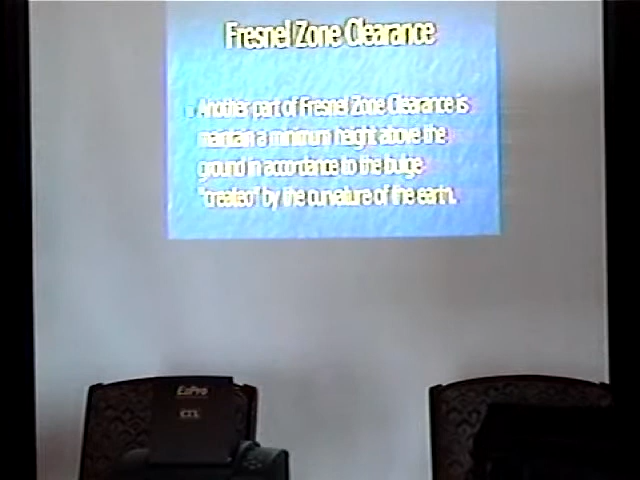 Fresnel Zone Clearance
Another part of Fresnel Zone Clearance is
maintain a minimum height above the
ground in accordance to the bulge
"created" by the curvature of the earth.
EzPro